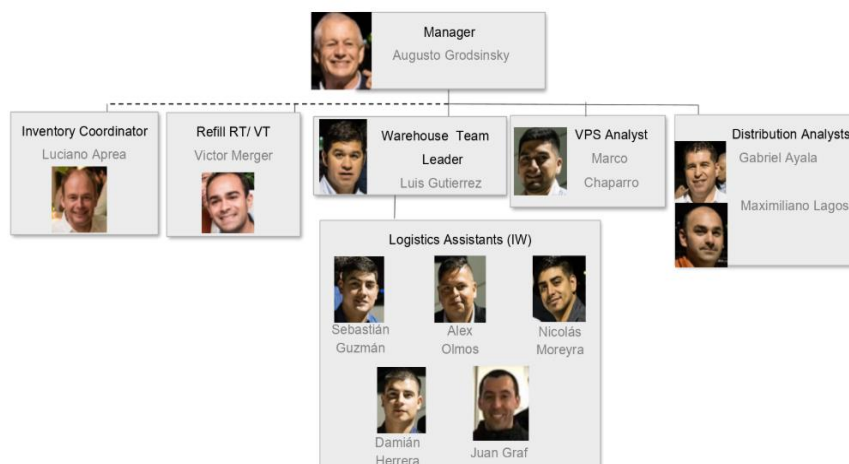 Manager
Augusto Grodsinsky
Inventory Coordinator
Luciano Aprea
Refill RT/ VT
Victor Merger
Warehouse Team
Leader
Luis Gutierrez
VPS Analyst
Marco
Chaparro
Distribution Analysts
Gabriel Ayala
Maximiliano Lagos
Logistics Assistants (IW)
Sebastián
Guzmán
Alex
Olmos
Nicolás
Moreyra
Damián
Herrera
Juan Graf